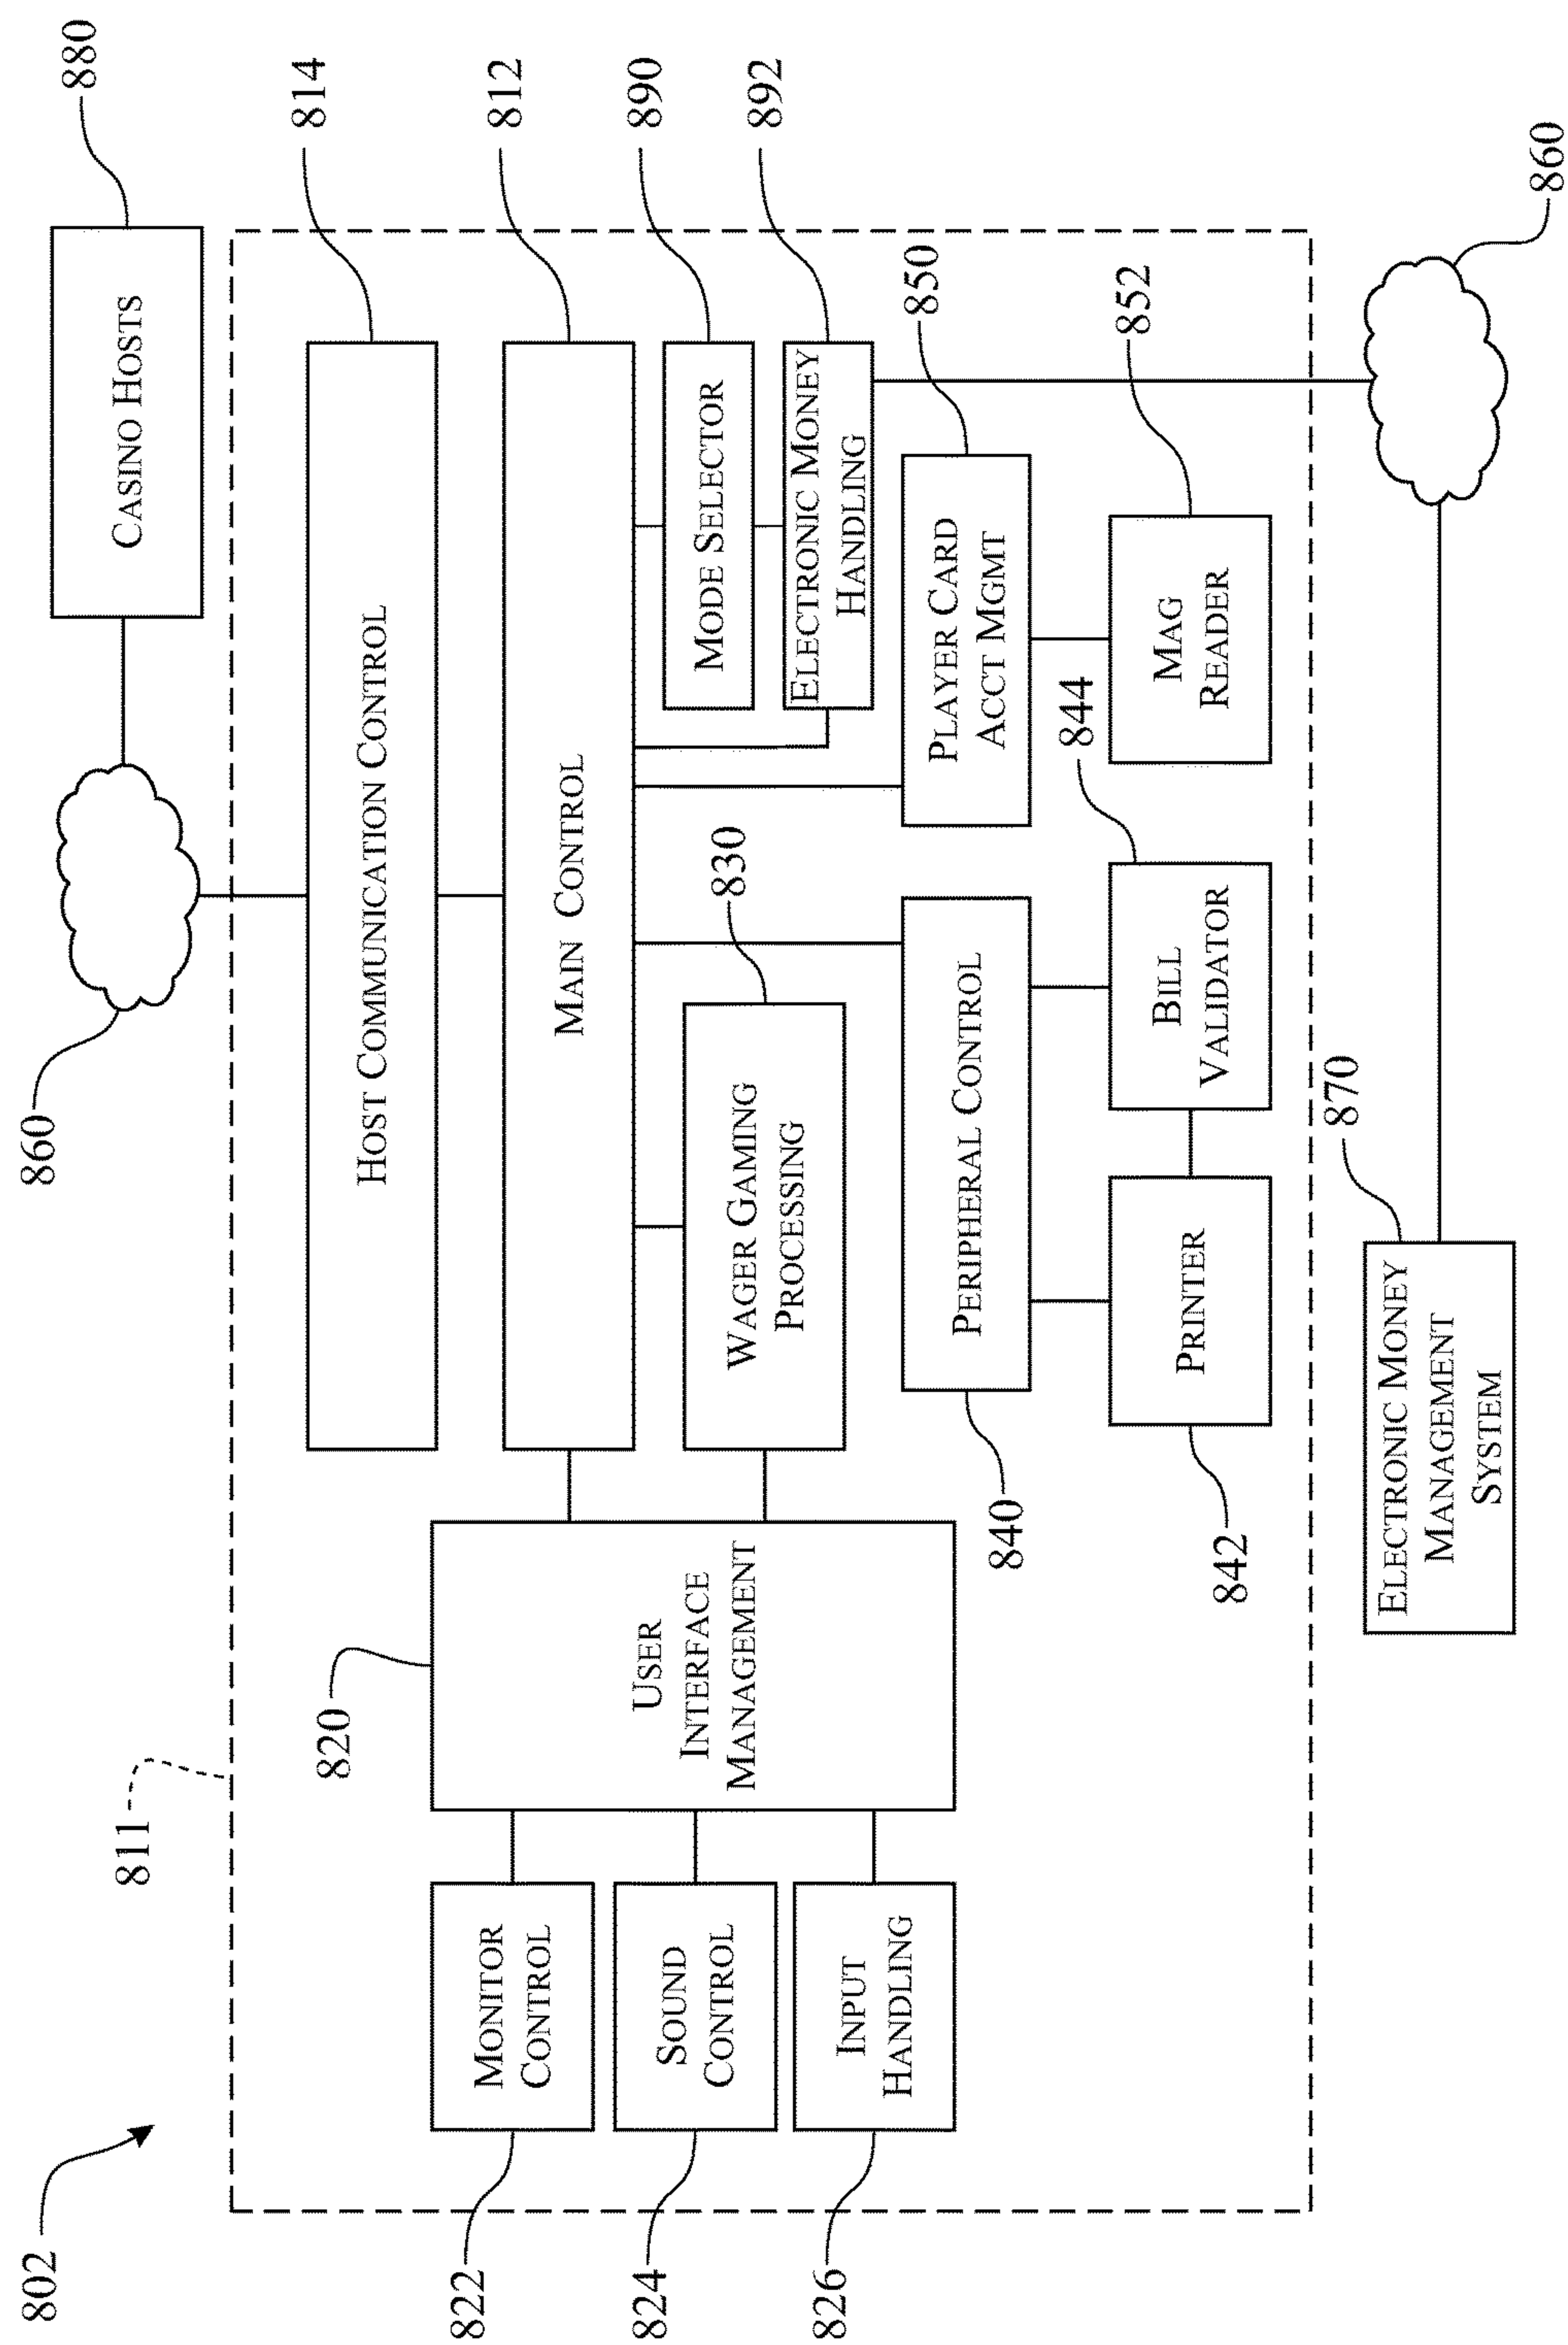 802
811
860
880
CASINO HOSTS
814
HOST COMMUNICATION CONTROL
812
MAIN CONTROL
890
MODE SELECTOR
892
ELECTRONIC MONEY
HANDLING
820
USER
INTERFACE
MANAGEMENT
822
MONITOR
CONTROL
824
SOUND
CONTROL
826
INPUT
HANDLING
830
WAGER GAMING
PROCESSING
840
PERIPHERAL CONTROL
850
PLAYER CARD
ACCT MGMT
842
PRINTER
844
BILL
VALIDATOR
852
MAG
READER
870
ELECTRONIC MONEY
MANAGEMENT
SYSTEM
860